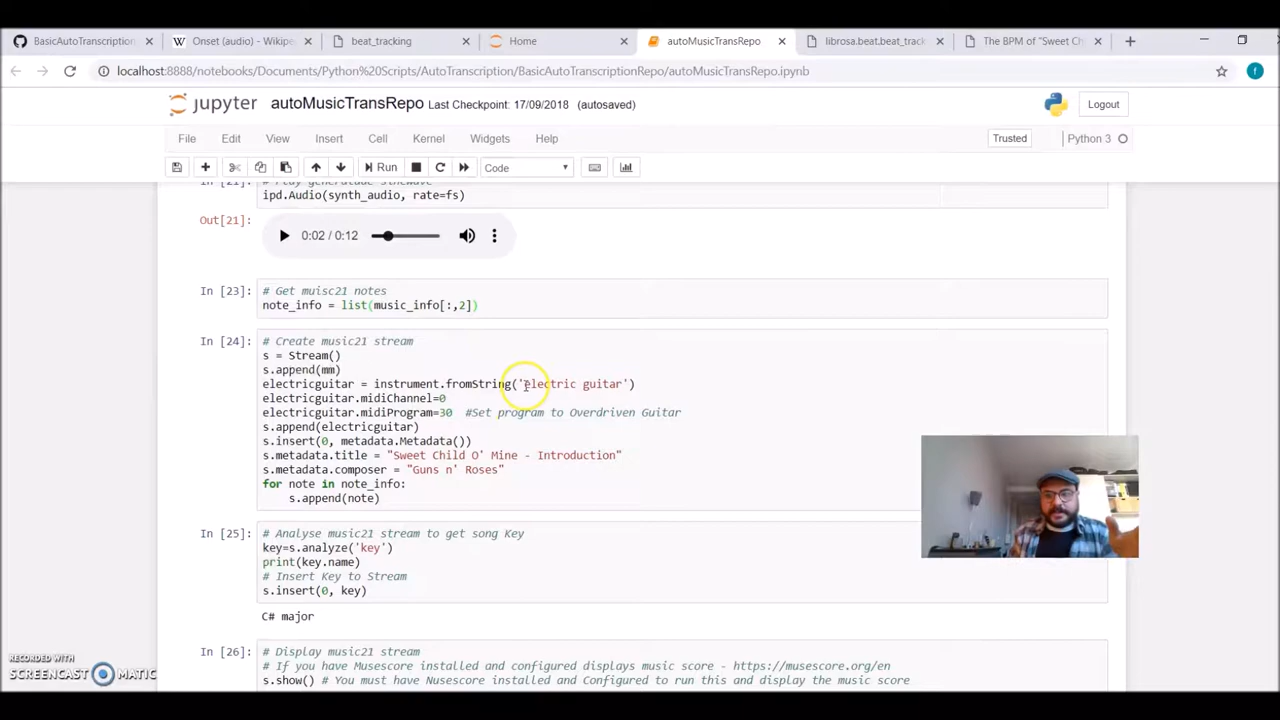 BasicAutoTranscription
Onset (audio) - Wikipe
beat_tracking
Home
autoMusicTransRepo
librosa.beat.beat_track
The BPM of "Sweet Ch
localhost:8888/notebooks/Documents/Python%20Scripts/AutoTranscription/BasicAutoTranscriptionRepo/autoMusicTransRepo.ipynb
f
jupyter autoMusicTransRepo Last Checkpoint: 17/09/2018 (autosaved)
Logout
File Edit View Insert Cell Kernel Widgets Help
Trusted
Python 3
Run
Code
In [21]:
ipd.Audio(synth_audio, rate=fs)
Out[21]:
0:02 / 0:12
In [23]: # Get muisc21 notes
note_info = list(music_info[:,2])
In [24]: # Create music21 stream
s = Stream()
s.append(mm)
electricguitar = instrument.fromString('electric guitar')
electricguitar.midiChannel=0
electricguitar.midiProgram=30 #Set program to Overdriven Guitar
s.append(electricguitar)
s.insert(0, metadata.Metadata())
s.metadata.title = "Sweet Child O' Mine - Introduction"
s.metadata.composer = "Guns n' Roses"
for note in note_info:
s.append(note)
In [25]: # Analyse music21 stream to get song Key
key=s.analyze('key')
print(key.name)
# Insert Key to Stream
s.insert(0, key)
C# major
In [26]: # Display music21 stream
# If you have Musescore installed and configured displays music score - https://musescore.org/en
s.show() # You must have Nusescore installed and Configured to run this and display the music score
RECORDED WITH
SCREENCAST MATIC